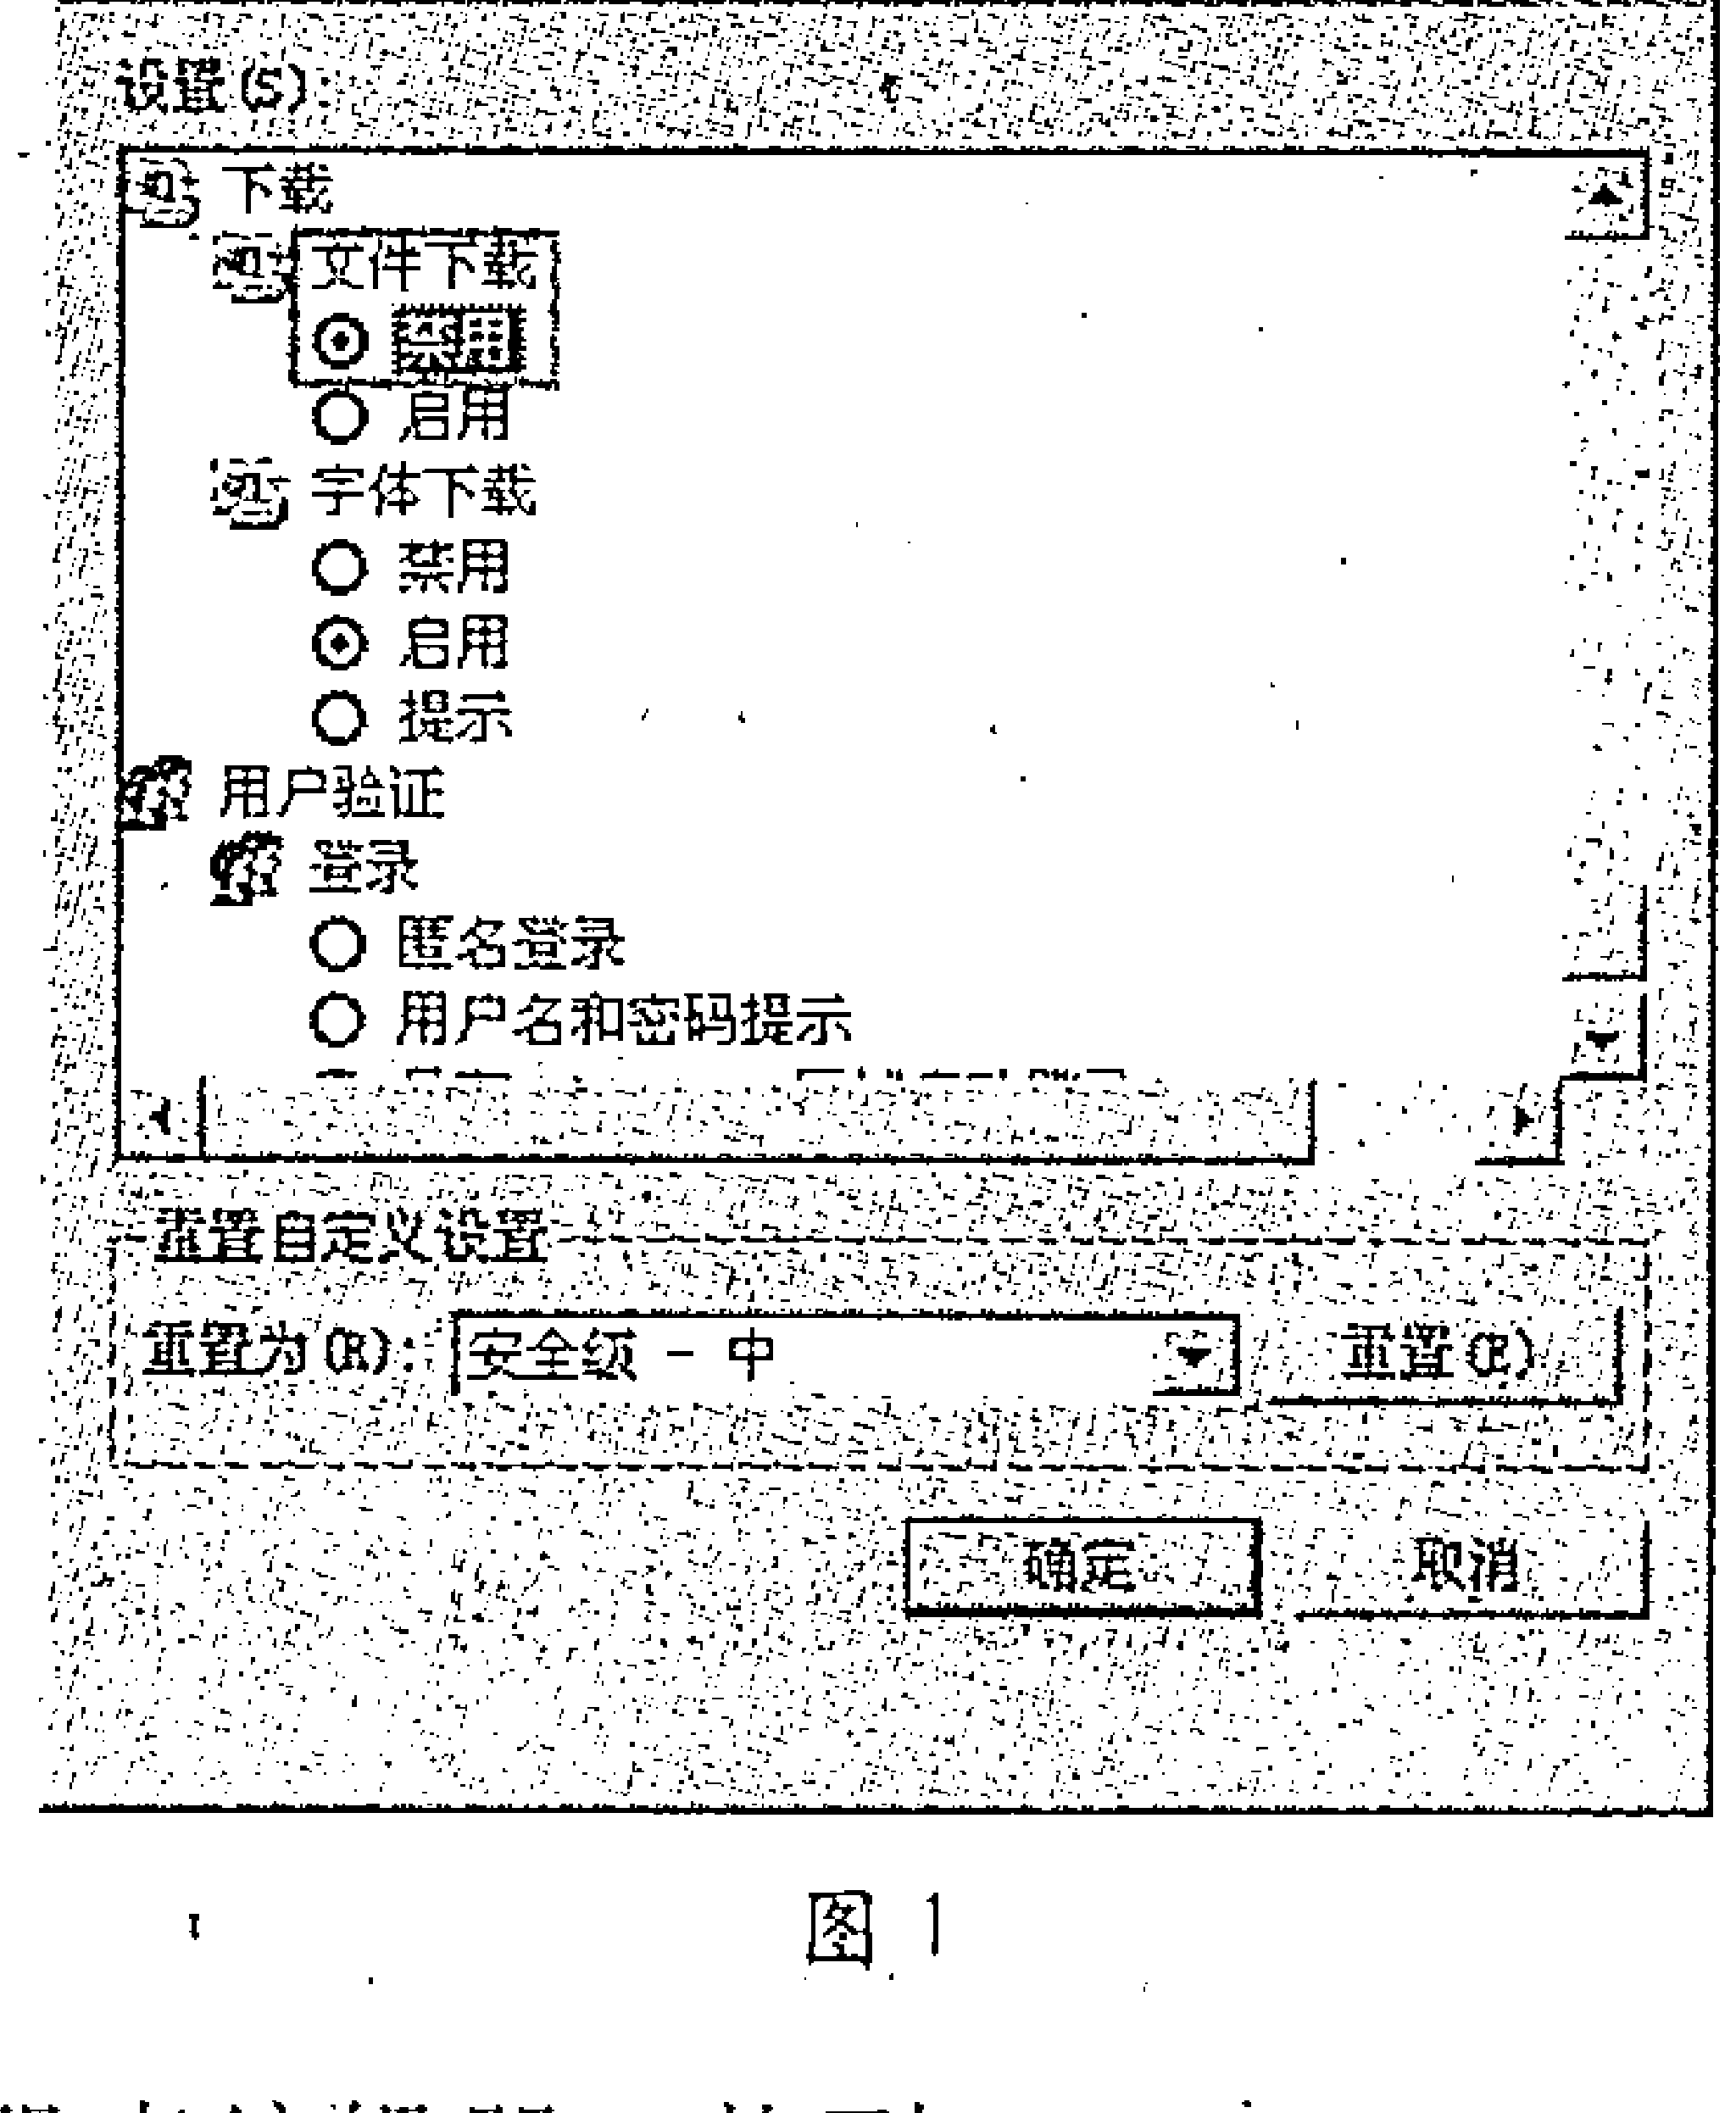 设置(S):
下载
文件下载
禁用
启用
字体下载
禁用
启用
提示
用户验证
登录
匿名登录
用户名和密码提示
重置自定义设置
重置为(R): 安全级 - 中 重置(E)
确定 取消
图 1